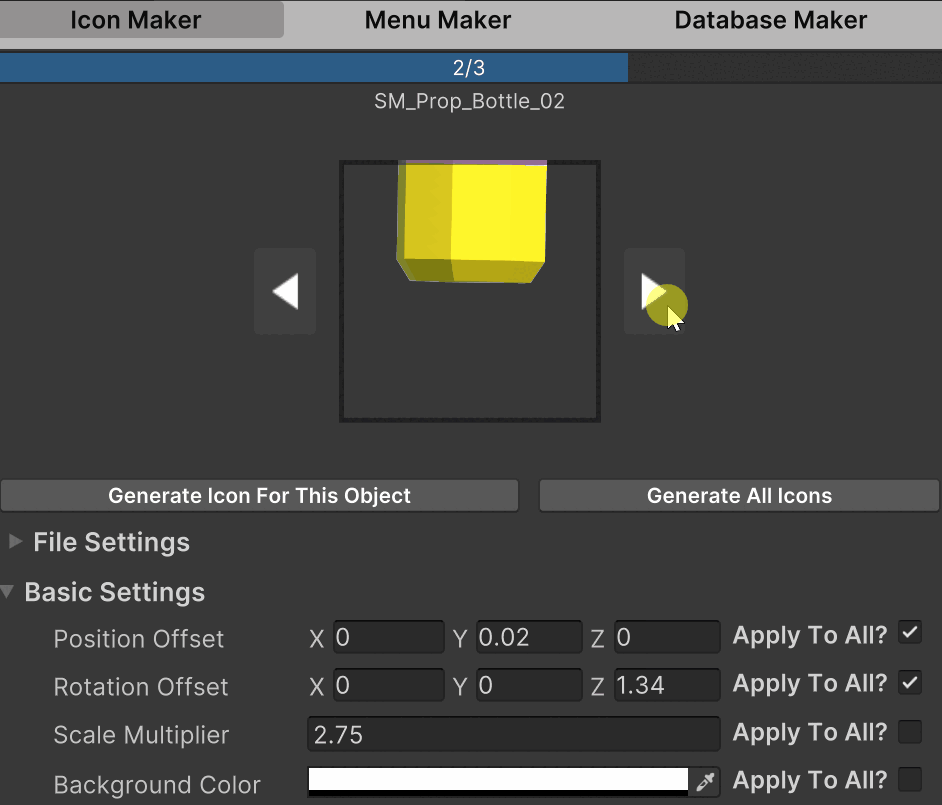 Icon Maker Menu Maker Database Maker
2/3
SM_Prop_Bottle_02
Generate Icon For This Object Generate All Icons
File Settings
Basic Settings
Position Offset X 0 Y 0.02 Z 0 Apply To All?
Rotation Offset X 0 Y 0 Z 1.34 Apply To All?
Scale Multiplier 2.75 Apply To All?
Background Color Apply To All?